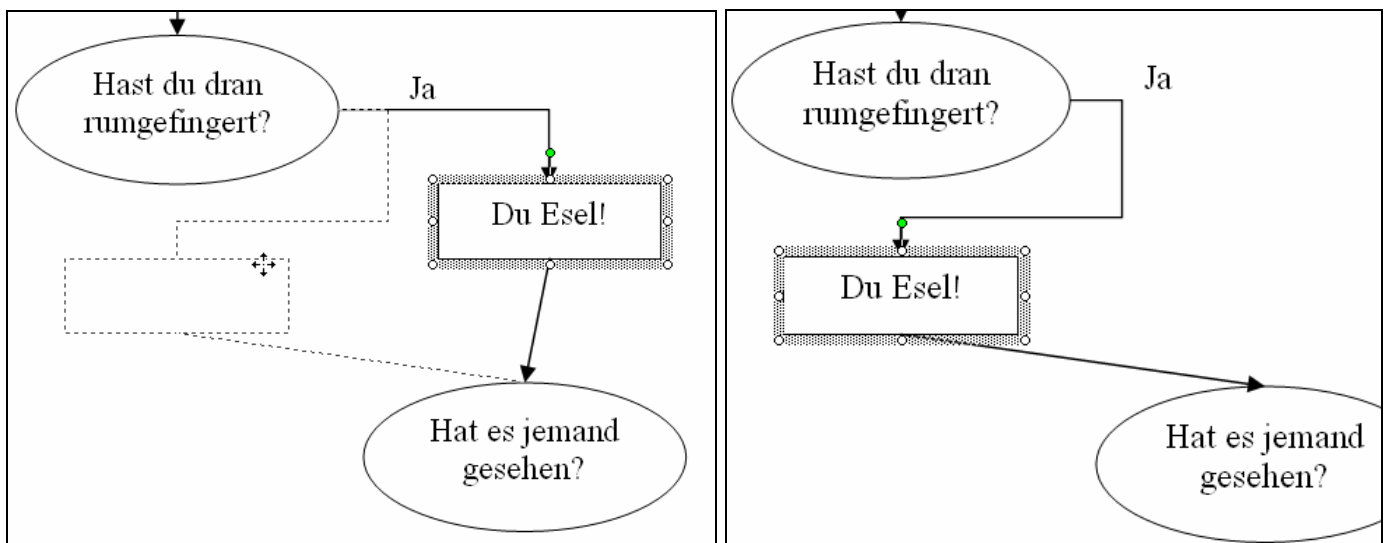 Hast du dran
rumgefingert?
Ja
Du Esel!
Hat es jemand
gesehen?
Hast du dran
rumgefingert?
Ja
Du Esel!
Hat es jemand
gesehen?